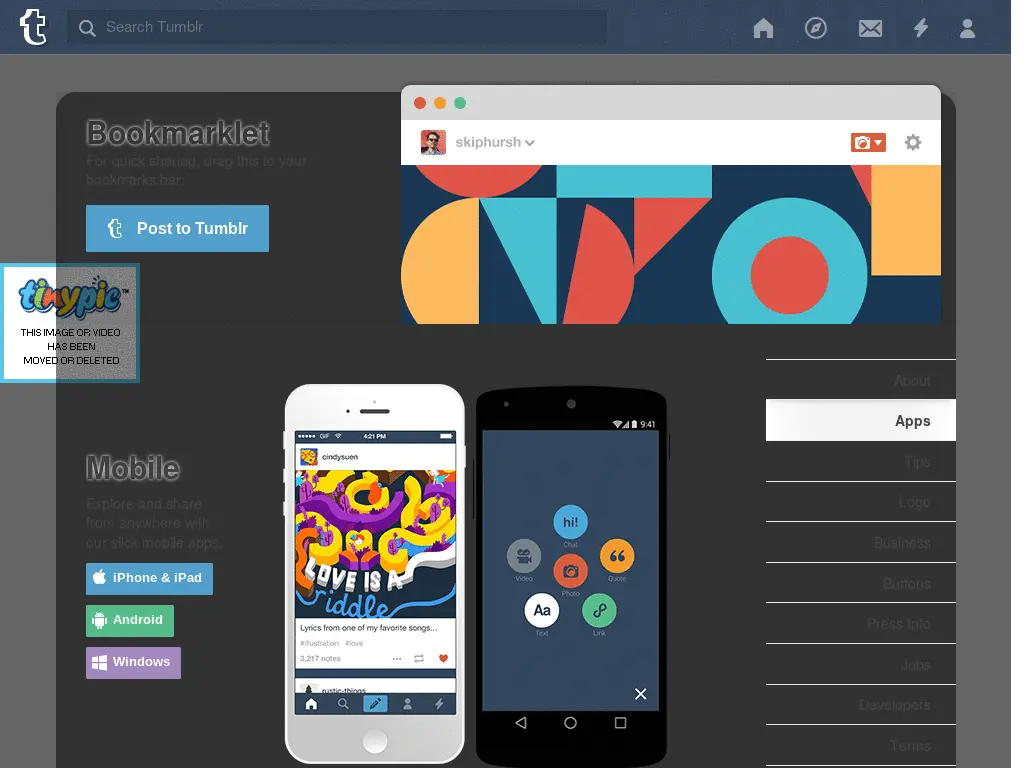 Search Tumblr
Bookmarklet
For quick sharing, drag this to your
bookmarks bar:
Post to Tumblr
skiphursh
tinypic™
THIS IMAGE OR VIDEO
HAS BEEN
MOVED OR DELETED
About
Apps
Tips
Logo
Business
Buttons
Press Info
Jobs
Developers
Terms
Mobile
Explore and share
from anywhere with
our slick mobile apps.
iPhone & iPad
Android
Windows
GIF
4:21 PM
cindysuen
LOVE IS A
riddle
Lyrics from one of my favorite songs...
#illustration #love
3,217 notes
rustic-things
9:41
hi!
Chat
Video
Quote
Photo
Aa
Text
Link